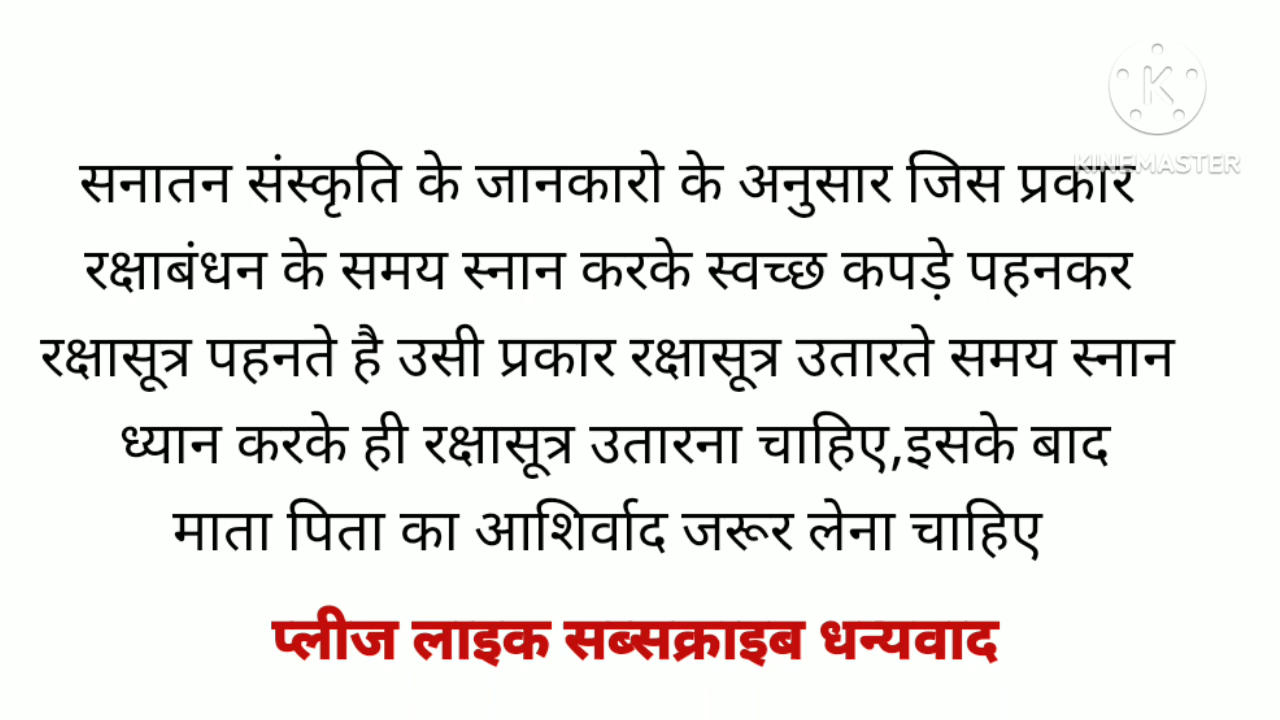 KINEMASTER
सनातन संस्कृति के जानकारो के अनुसार जिस प्रकार
रक्षाबंधन के समय स्नान करके स्वच्छ कपड़े पहनकर
रक्षासूत्र पहनते है उसी प्रकार रक्षासूत्र उतारते समय स्नान
ध्यान करके ही रक्षासूत्र उतारना चाहिए,इसके बाद
माता पिता का आशिर्वाद जरूर लेना चाहिए
प्लीज लाइक सब्सक्राइब धन्यवाद